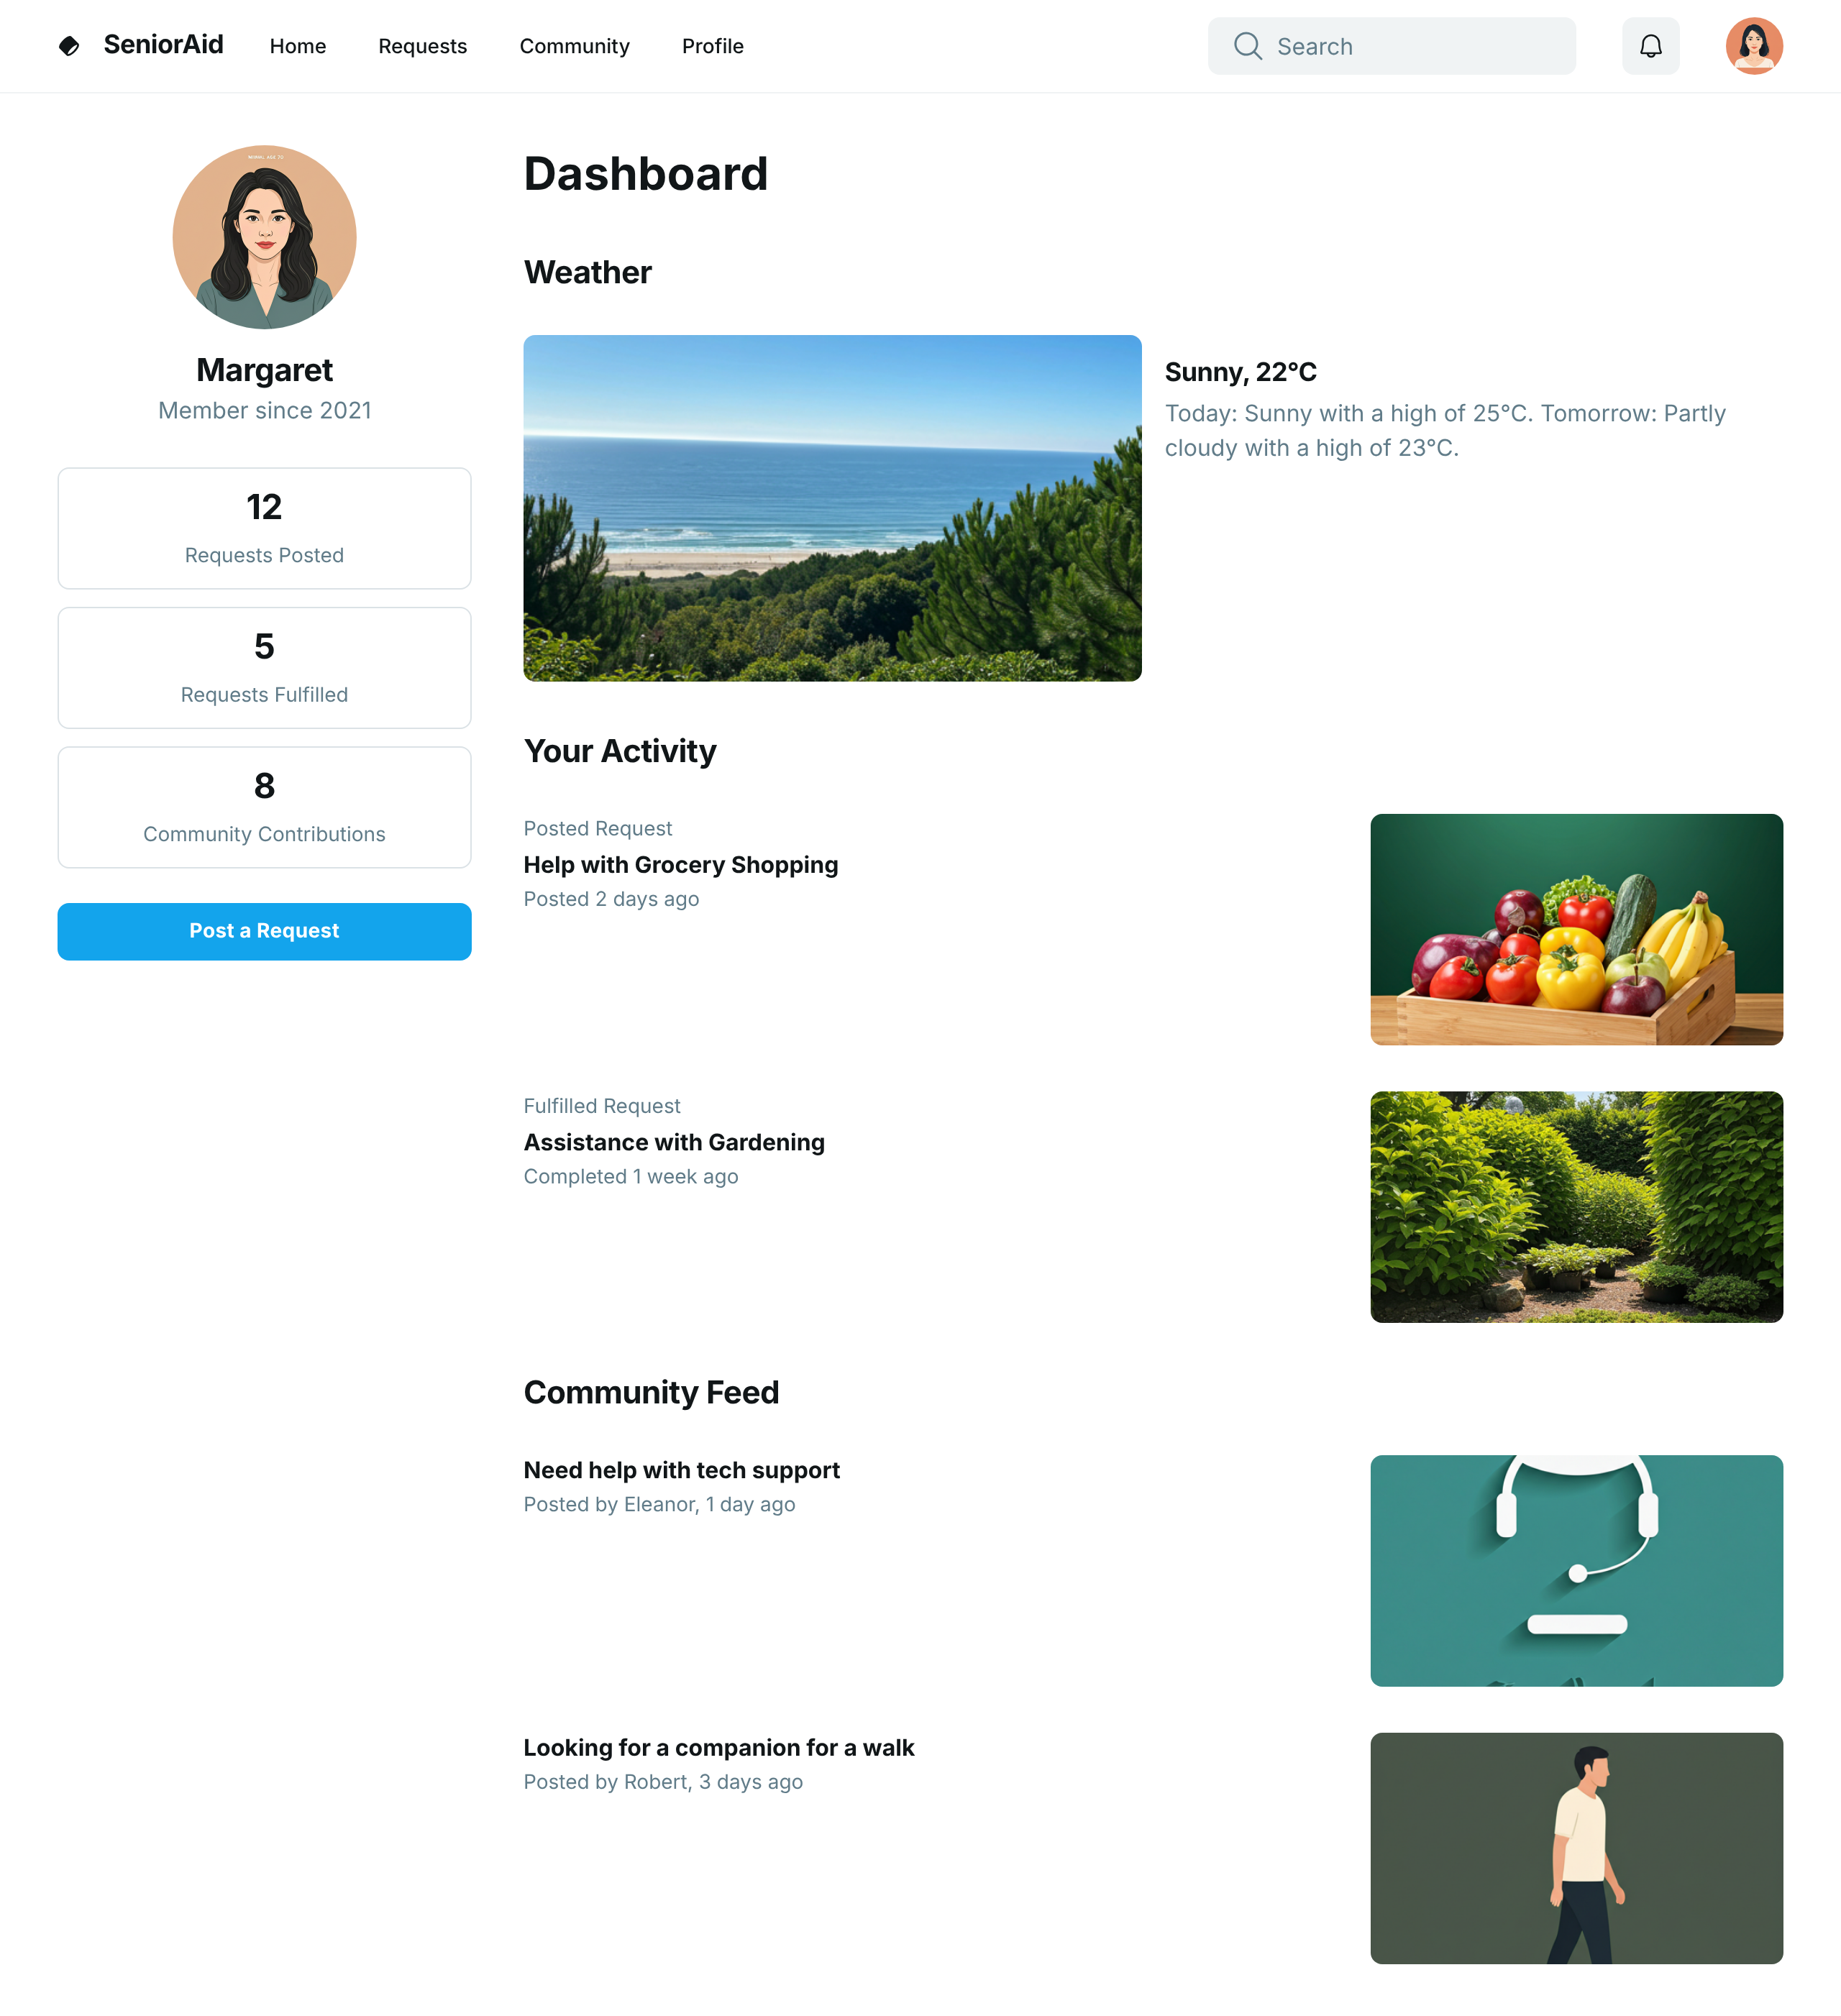 SeniorAid
Home
Requests
Community
Profile
Search
Margaret
Member since 2021
12
Requests Posted
5
Requests Fulfilled
8
Community Contributions
Post a Request
Dashboard
Weather
Sunny, 22°C
Today: Sunny with a high of 25°C. Tomorrow: Partly
cloudy with a high of 23°C.
Your Activity
Posted Request
Help with Grocery Shopping
Posted 2 days ago
Fulfilled Request
Assistance with Gardening
Completed 1 week ago
Community Feed
Need help with tech support
Posted by Eleanor, 1 day ago
Looking for a companion for a walk
Posted by Robert, 3 days ago